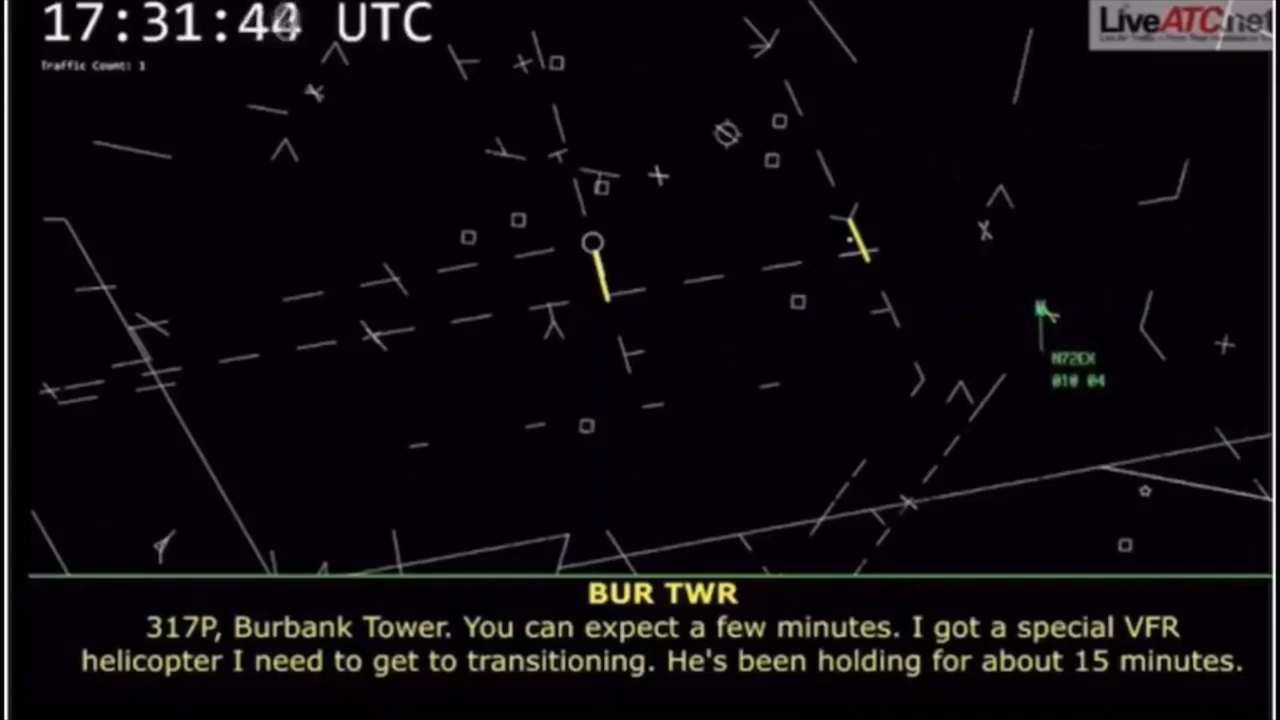 17:31:44 UTC
LiveATC.net
Traffic Count: 1
N72EX
010 04
BUR TWR
317P, Burbank Tower. You can expect a few minutes. I got a special VFR
helicopter I need to get to transitioning. He's been holding for about 15 minutes.